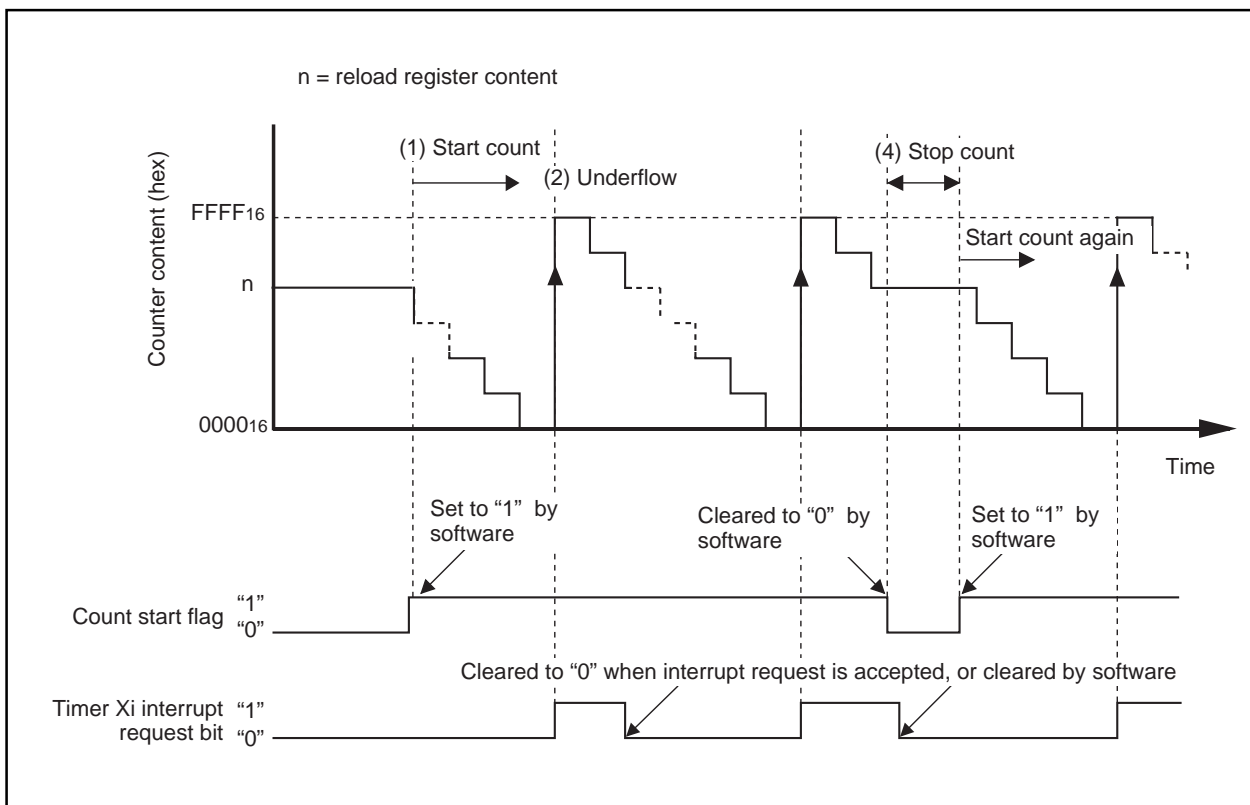 n = reload register content
(1) Start count
(4) Stop count
(2) Underflow
Counter content (hex)
FFFF16
Start count again
n
000016
Time
Set to “1” by
software
Cleared to “0” by
software
Set to “1” by
software
Count start flag
“1”
“0”
Cleared to “0” when interrupt request is accepted, or cleared by software
Timer Xi interrupt
request bit
“1”
“0”